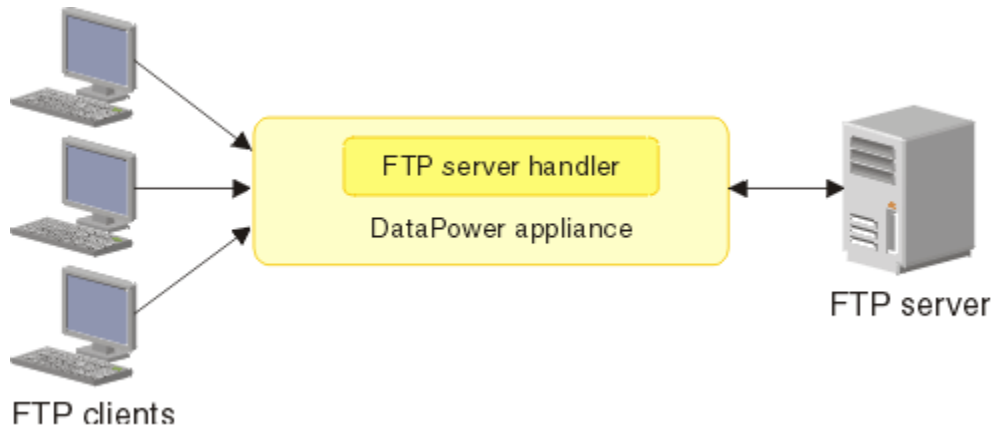 FTP server handler
DataPower appliance
FTP server
FTP clients